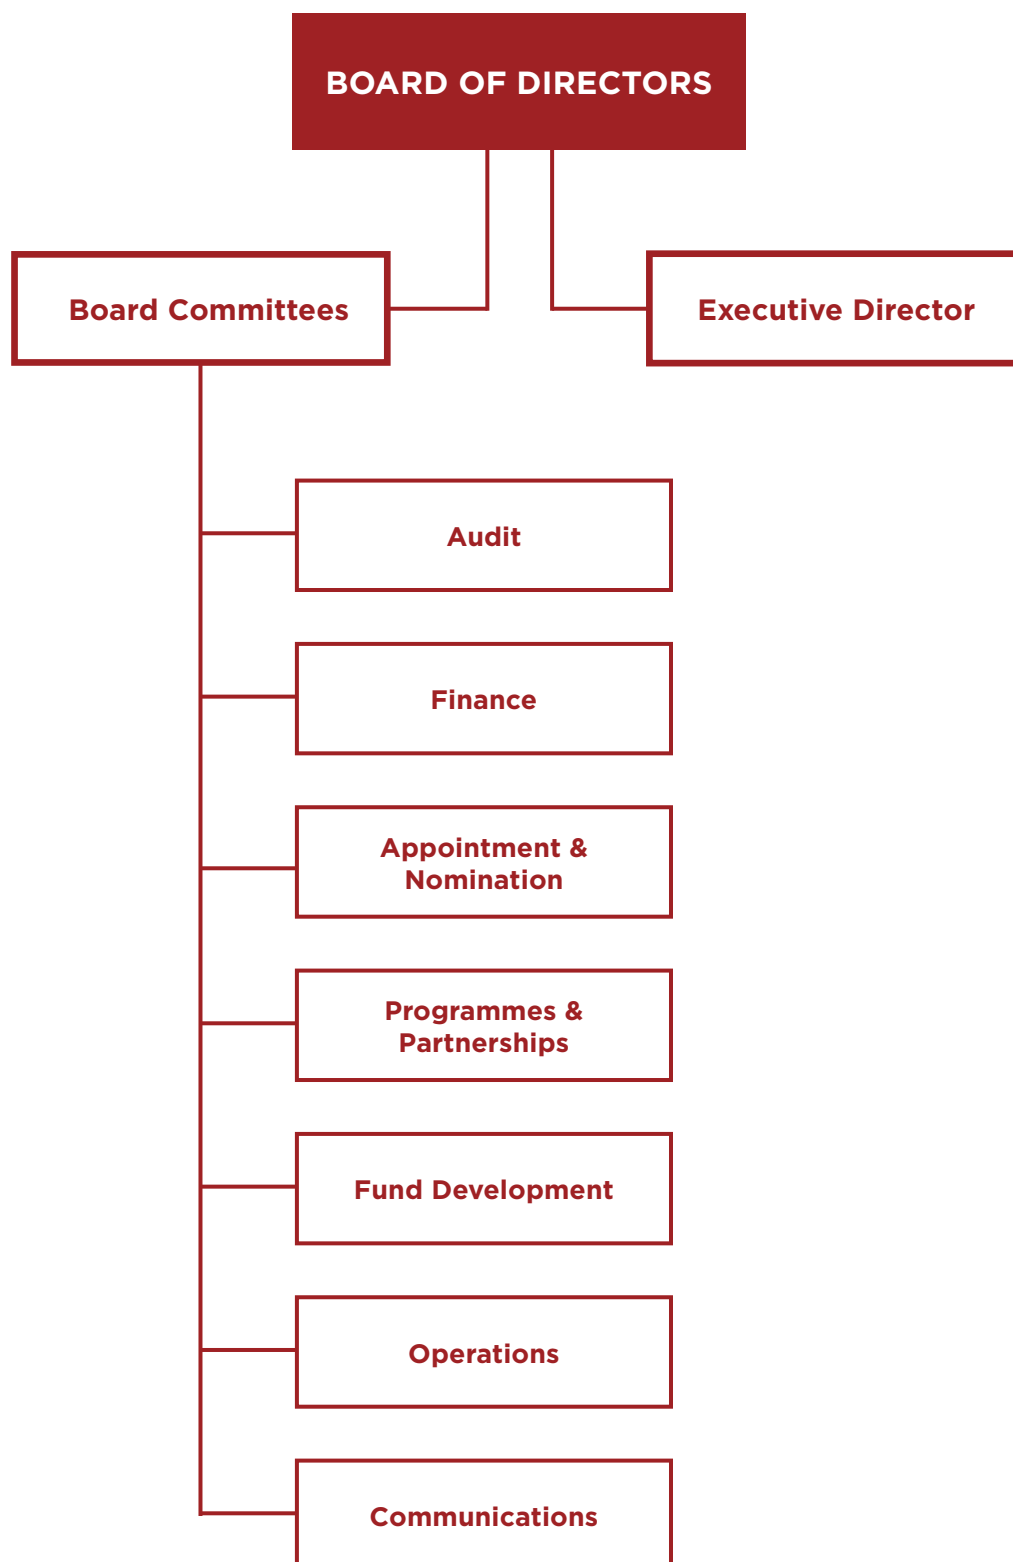 BOARD OF DIRECTORS
Board Committees
Executive Director
Audit
Finance
Appointment &
Nomination
Programmes &
Partnerships
Fund Development
Operations
Communications